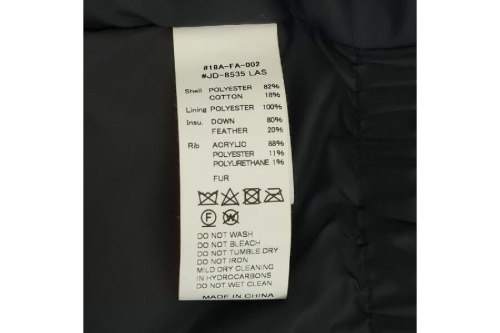 #18A-FA-002
#JD-8535 LAS
Shell POLYESTER 82%
COTTON 18%
Lining POLYESTER 100%
Insu. DOWN 80%
FEATHER 20%
Rib ACRYLIC 88%
POLYESTER 11%
POLYURETHANE 1%
FUR
F W
DO NOT WASH
DO NOT BLEACH
DO NOT TUMBLE DRY
DO NOT IRON
MILD DRY CLEANING
IN HYDROCARBONS
DO NOT WET CLEAN
MADE IN CHINA